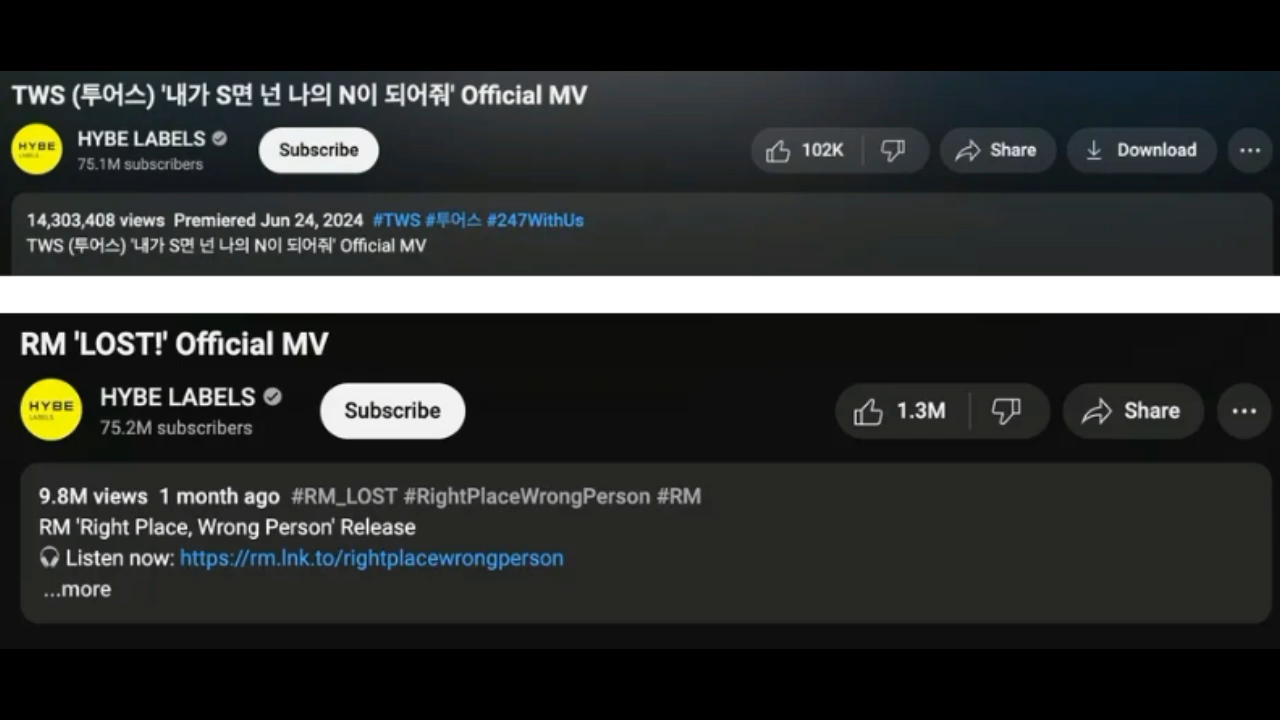 TWS (투어스) '내가 S면 넌 나의 N이 되어줘' Official MV
HYBE LABELS
HYBE LABELS
75.1M subscribers
Subscribe
102K
Share
Download
14,303,408 views Premiered Jun 24, 2024 #TWS #투어스 #247WithUs
TWS (투어스) '내가 S면 넌 나의 N이 되어줘' Official MV
RM 'LOST!' Official MV
HYBE LABELS
HYBE LABELS
75.2M subscribers
Subscribe
1.3M
Share
9.8M views 1 month ago #RM_LOST #RightPlaceWrongPerson #RM
RM 'Right Place, Wrong Person' Release
🎧 Listen now: https://rm.lnk.to/rightplacewrongperson
...more